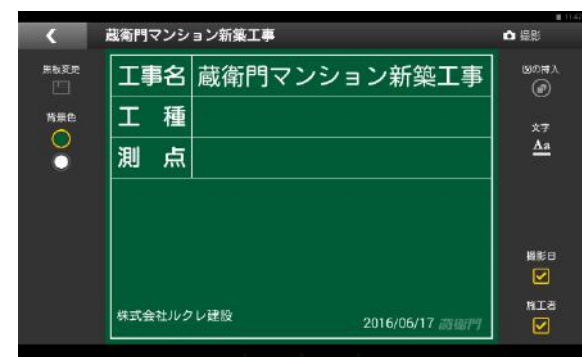 11:47
蔵衛門マンション新築工事
撮影
黒板変更
背景色
工事名 蔵衛門マンション新築工事
工種
測点
株式会社ルクレ建設
2016/06/17 蔵衛門
図の挿入
文字
Aa
撮影日
施工者